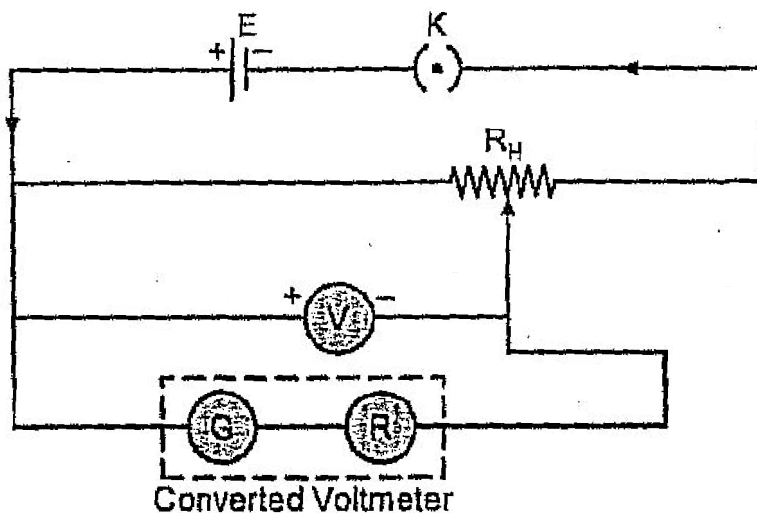 E K
+ −
R_H
+ V −
G R
Converted Voltmeter